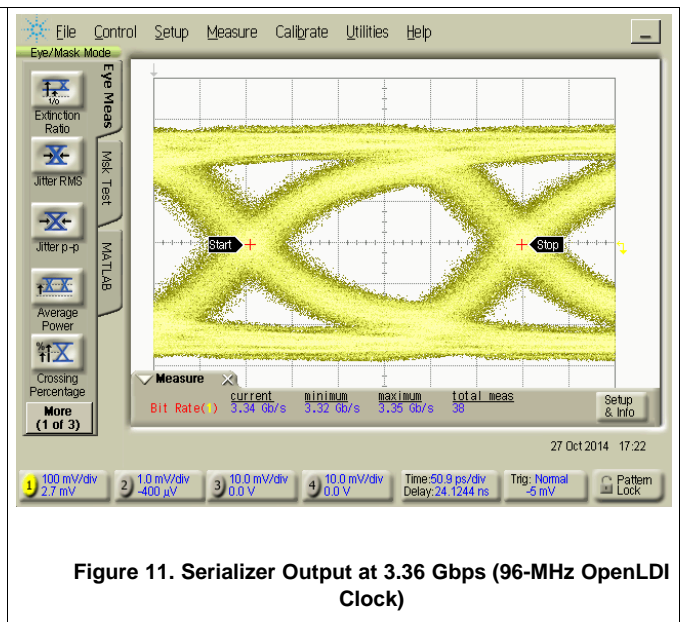 File Control Setup Measure Calibrate Utilities Help
Eye/Mask Mode
Eye Meas
Msk Test
MATLAB
1/0
Extinction
Ratio
Jitter RMS
Jitter p-p
Average
Power
%
Crossing
Percentage
More
(1 of 3)
Start
Stop
Measure
current minimum maximum total meas
Bit Rate(1) 3.34 Gb/s 3.32 Gb/s 3.35 Gb/s 38
Setup
& Info
27 Oct 2014 17:22
1 100 mV/div
2.7 mV
2 1.0 mV/div
-400 µV
3 10.0 mV/div
0.0 V
4 10.0 mV/div
0.0 V
Time:50.9 ps/div
Delay:24.1244 ns
Trig: Normal
-5 mV
Pattern
Lock
Figure 11. Serializer Output at 3.36 Gbps (96-MHz OpenLDI
Clock)